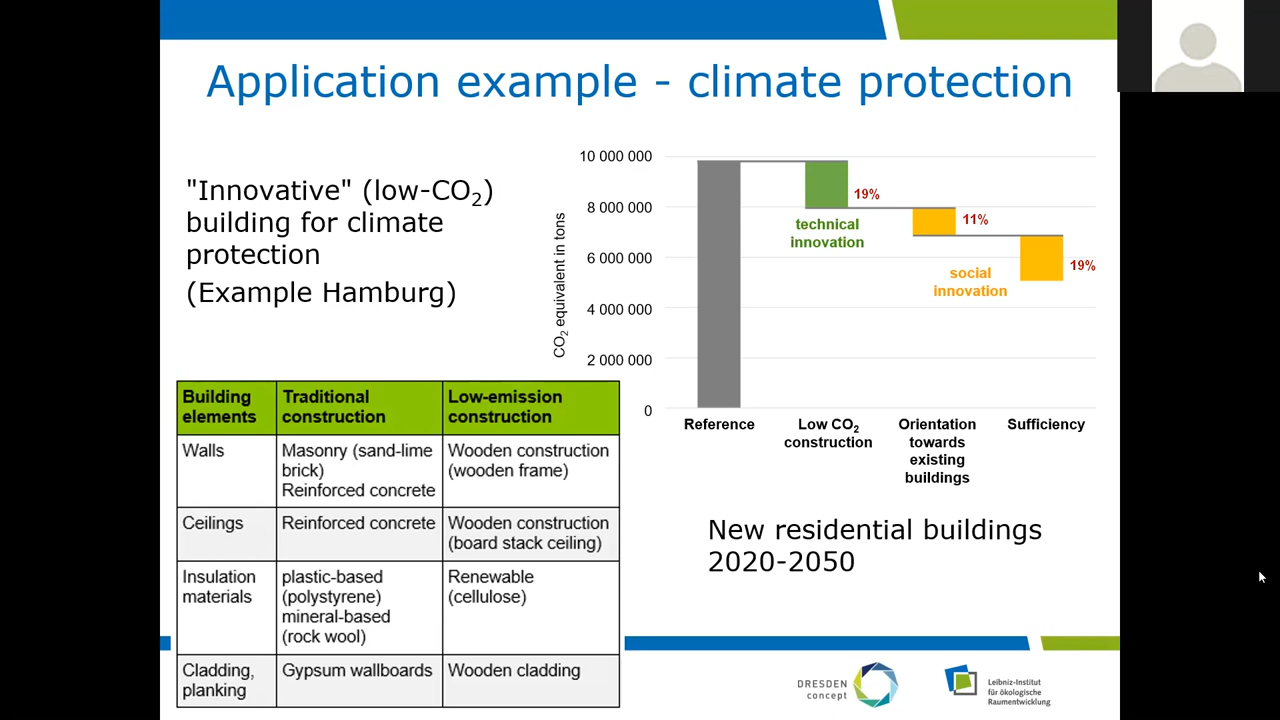 Application example - climate protection
"Innovative" (low-CO₂)
building for climate
protection
(Example Hamburg)
CO₂ equivalent in tons
10 000 000
8 000 000
6 000 000
4 000 000
2 000 000
0
19%
technical
innovation
11%
social
innovation
19%
Reference
Low CO₂
construction
Orientation
towards
existing
buildings
Sufficiency
New residential buildings
2020-2050
Building
elements
Traditional
construction
Low-emission
construction
Walls
Masonry (sand-lime
brick)
Reinforced concrete
Wooden construction
(wooden frame)
Ceilings
Reinforced concrete
Wooden construction
(board stack ceiling)
Insulation
materials
plastic-based
(polystyrene)
mineral-based
(rock wool)
Renewable
(cellulose)
Cladding,
planking
Gypsum wallboards
Wooden cladding
DRESDEN
concept
Leibniz-Institut
für ökologische
Raumentwicklung